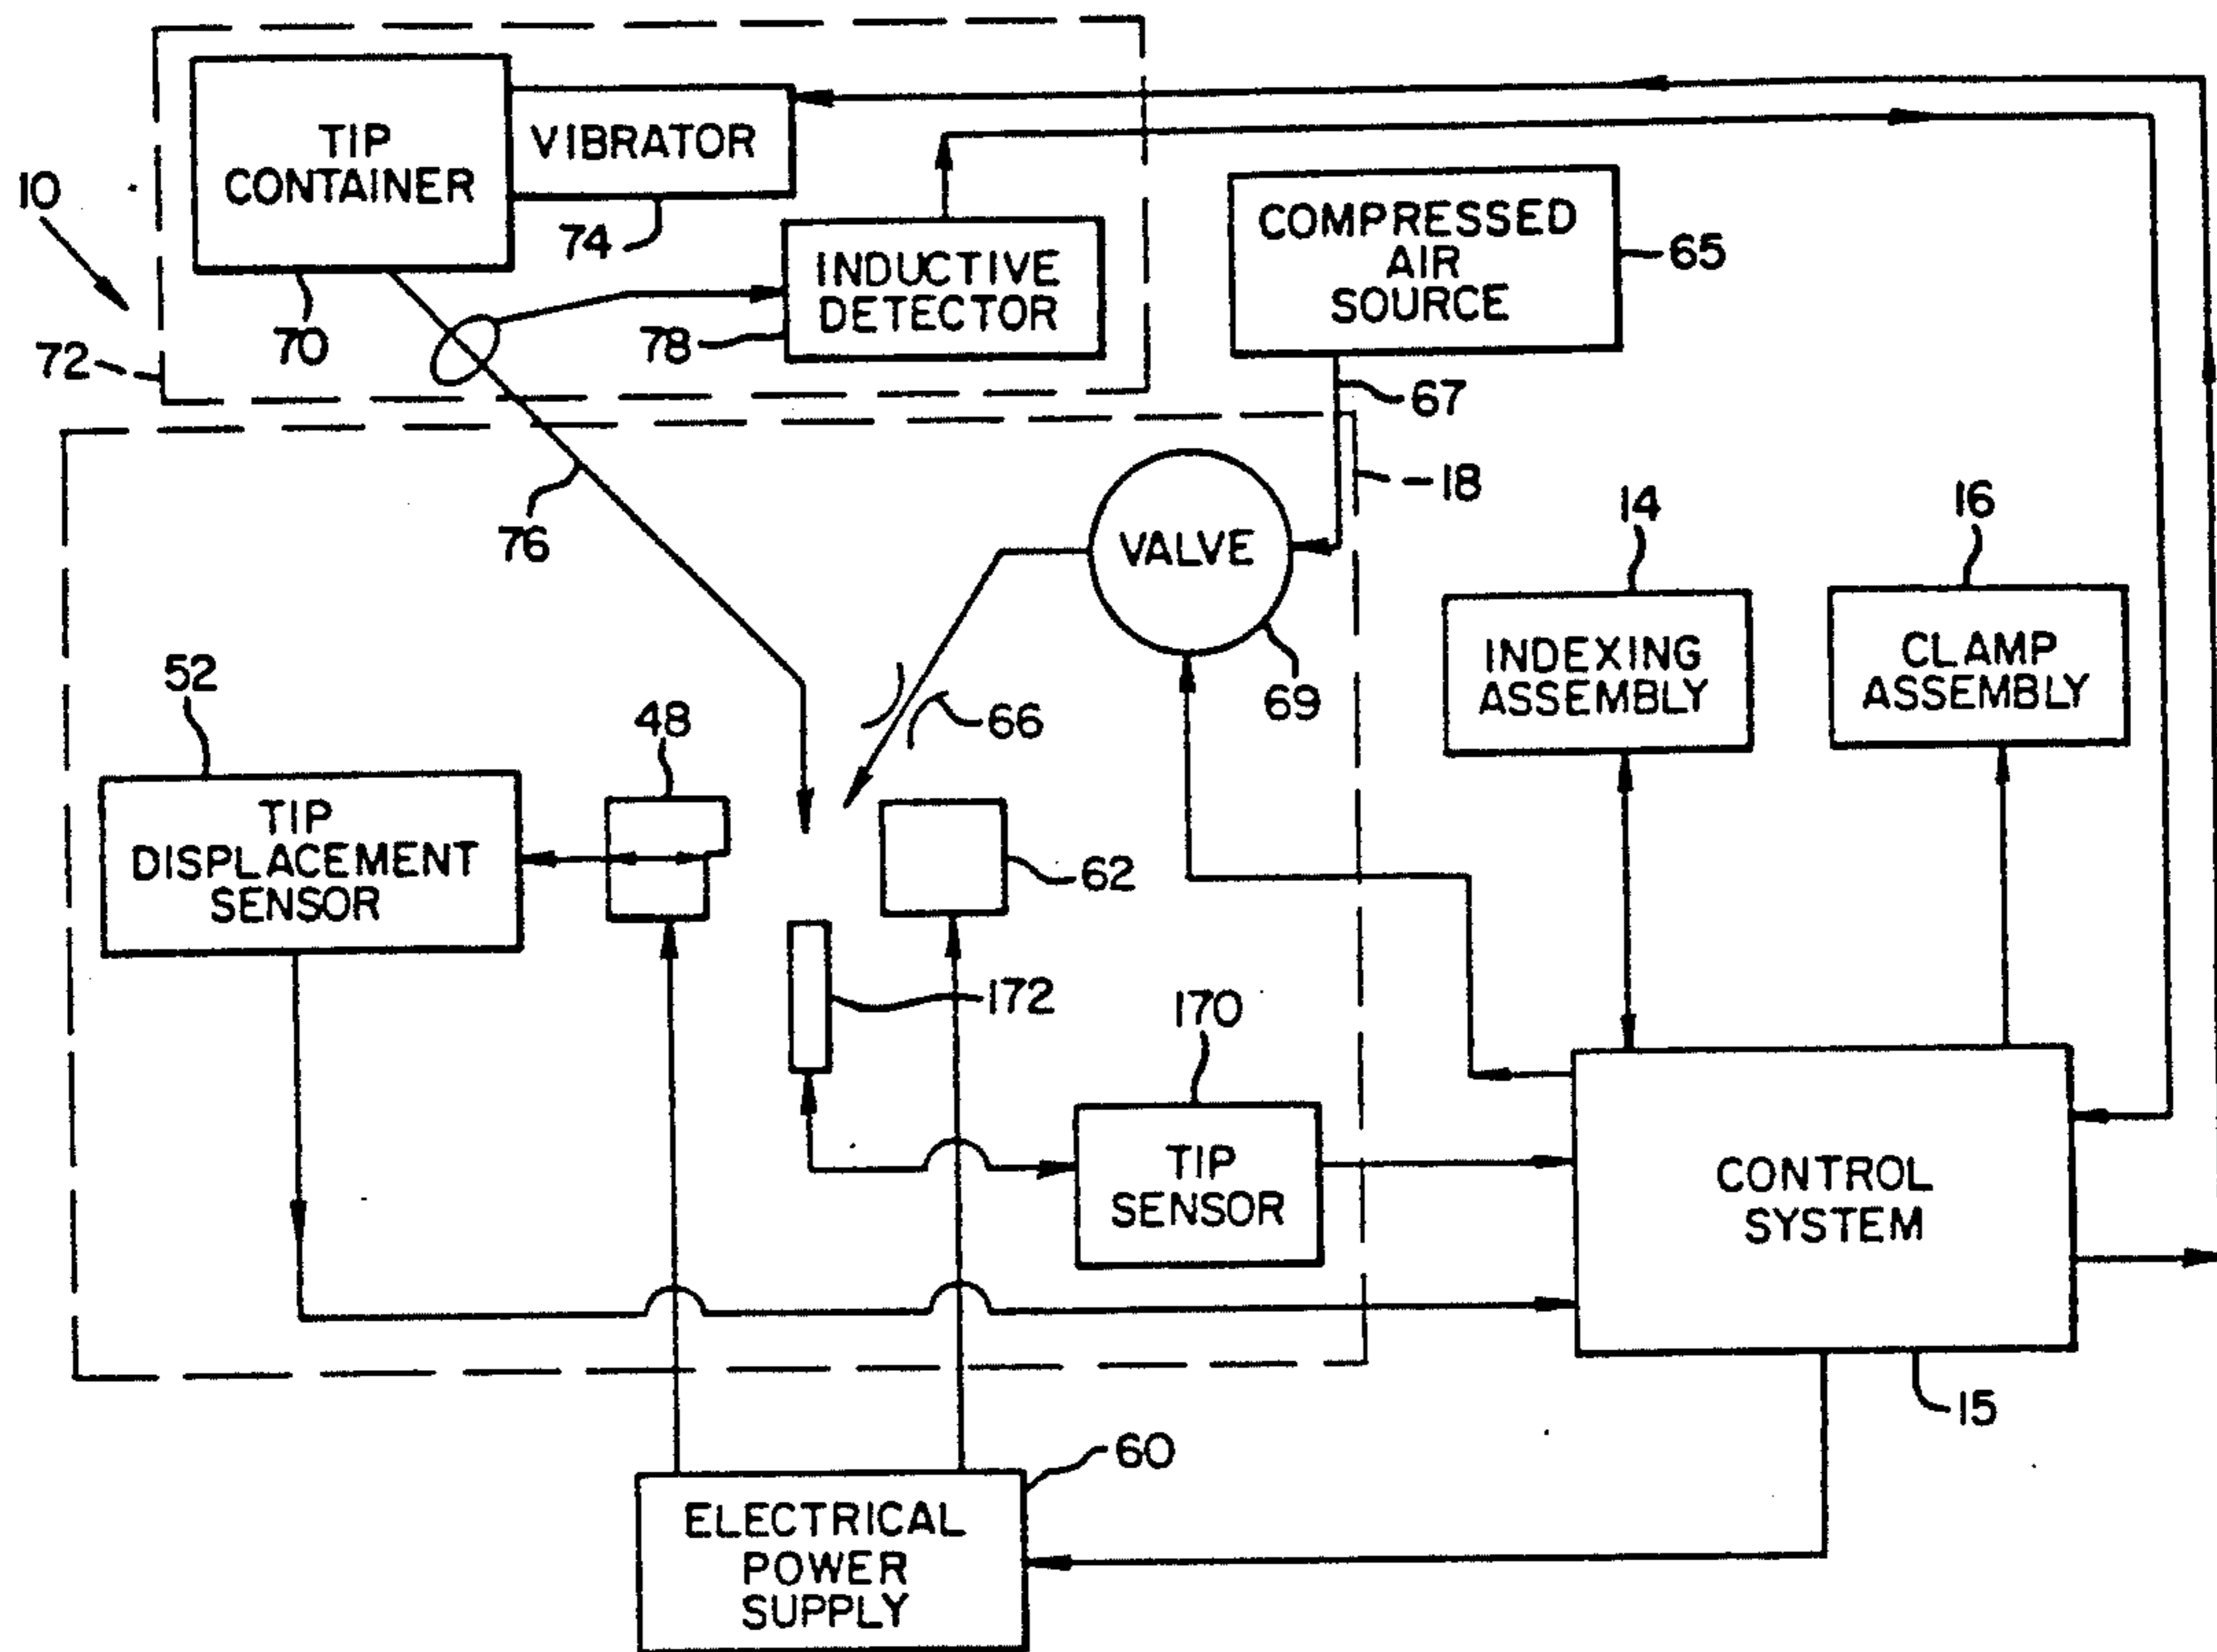 TIP
CONTAINER
VIBRATOR
10
74
INDUCTIVE
DETECTOR
COMPRESSED
AIR
SOURCE
65
72
70
78
67
76
VALVE
18
14
16
69
INDEXING
ASSEMBLY
CLAMP
ASSEMBLY
52
48
66
TIP
DISPLACEMENT
SENSOR
62
172
170
TIP
SENSOR
CONTROL
SYSTEM
15
60
ELECTRICAL
POWER
SUPPLY